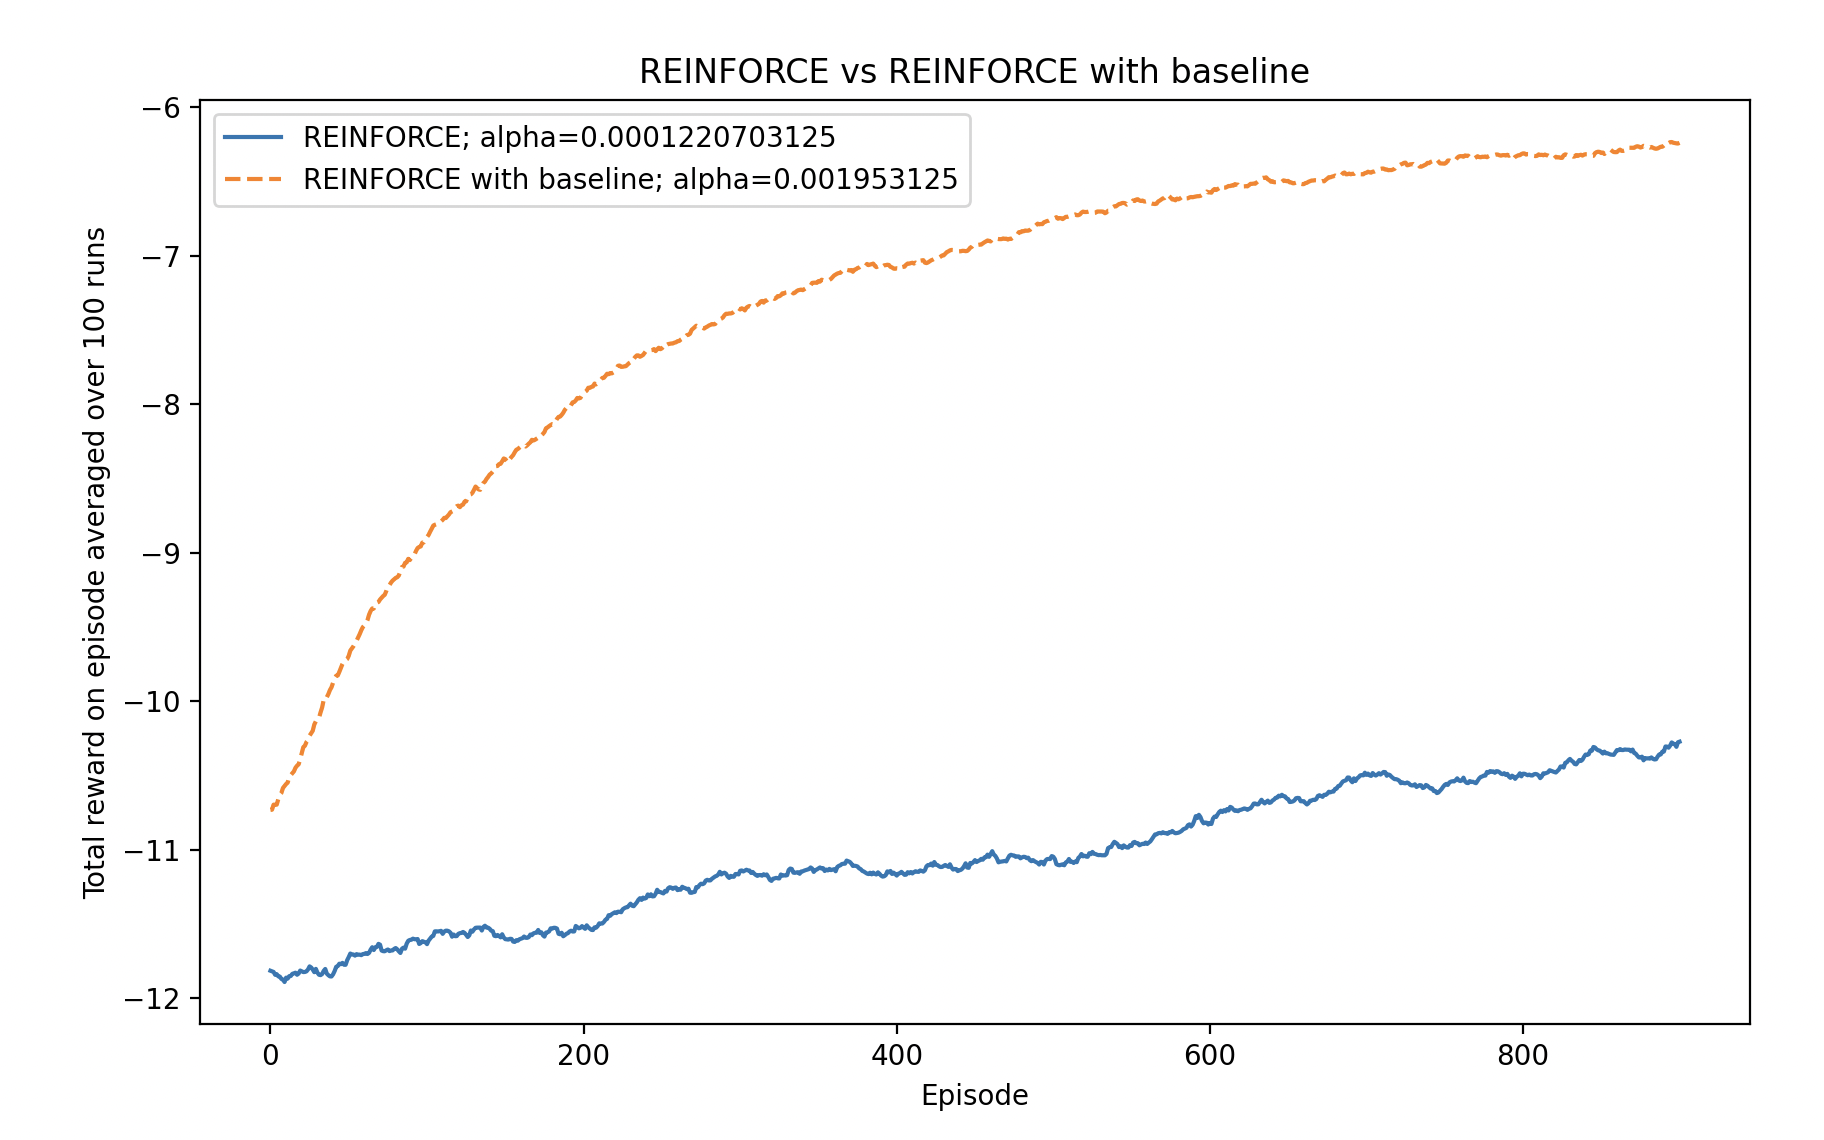 REINFORCE vs REINFORCE with baseline
REINFORCE; alpha=0.0001220703125
REINFORCE with baseline; alpha=0.001953125
Total reward on episode averaged over 100 runs
−6
−7
−8
−9
−10
−11
−12
0 200 400 600 800
Episode